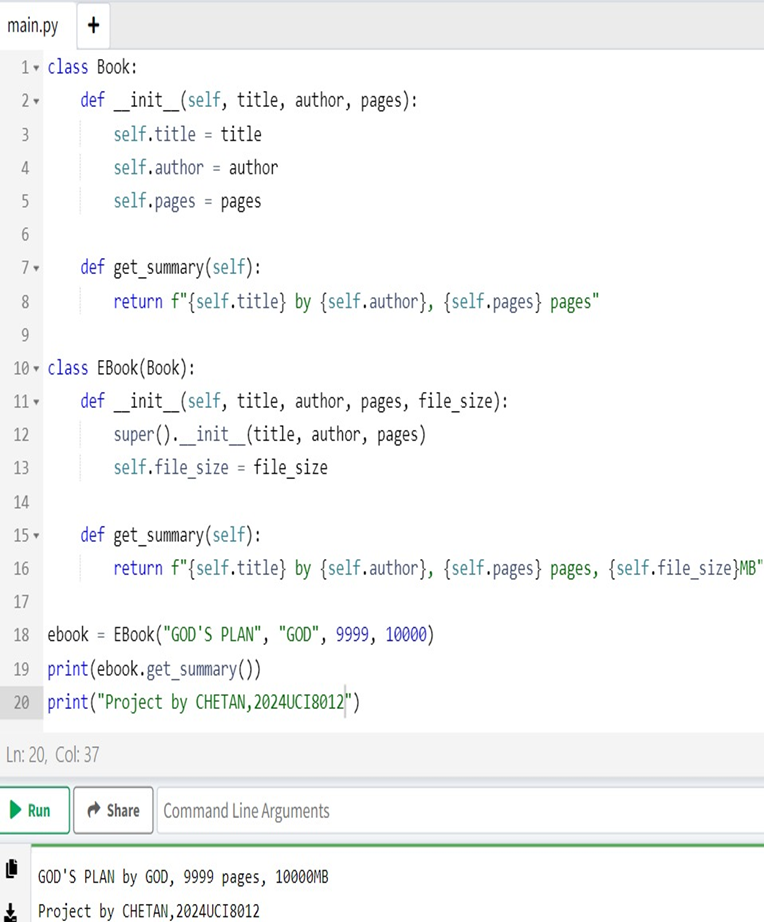 main.py +
1 class Book:
2     def __init__(self, title, author, pages):
3         self.title = title
4         self.author = author
5         self.pages = pages
6
7     def get_summary(self):
8         return f"{self.title} by {self.author}, {self.pages} pages"
9
10 class EBook(Book):
11     def __init__(self, title, author, pages, file_size):
12         super().__init__(title, author, pages)
13         self.file_size = file_size
14
15     def get_summary(self):
16         return f"{self.title} by {self.author}, {self.pages} pages, {self.file_size}MB"
17
18 ebook = EBook("GOD'S PLAN", "GOD", 9999, 10000)
19 print(ebook.get_summary())
20 print("Project by CHETAN,2024UCI8012")
Ln: 20, Col: 37
Run Share Command Line Arguments
GOD'S PLAN by GOD, 9999 pages, 10000MB
Project by CHETAN,2024UCI8012